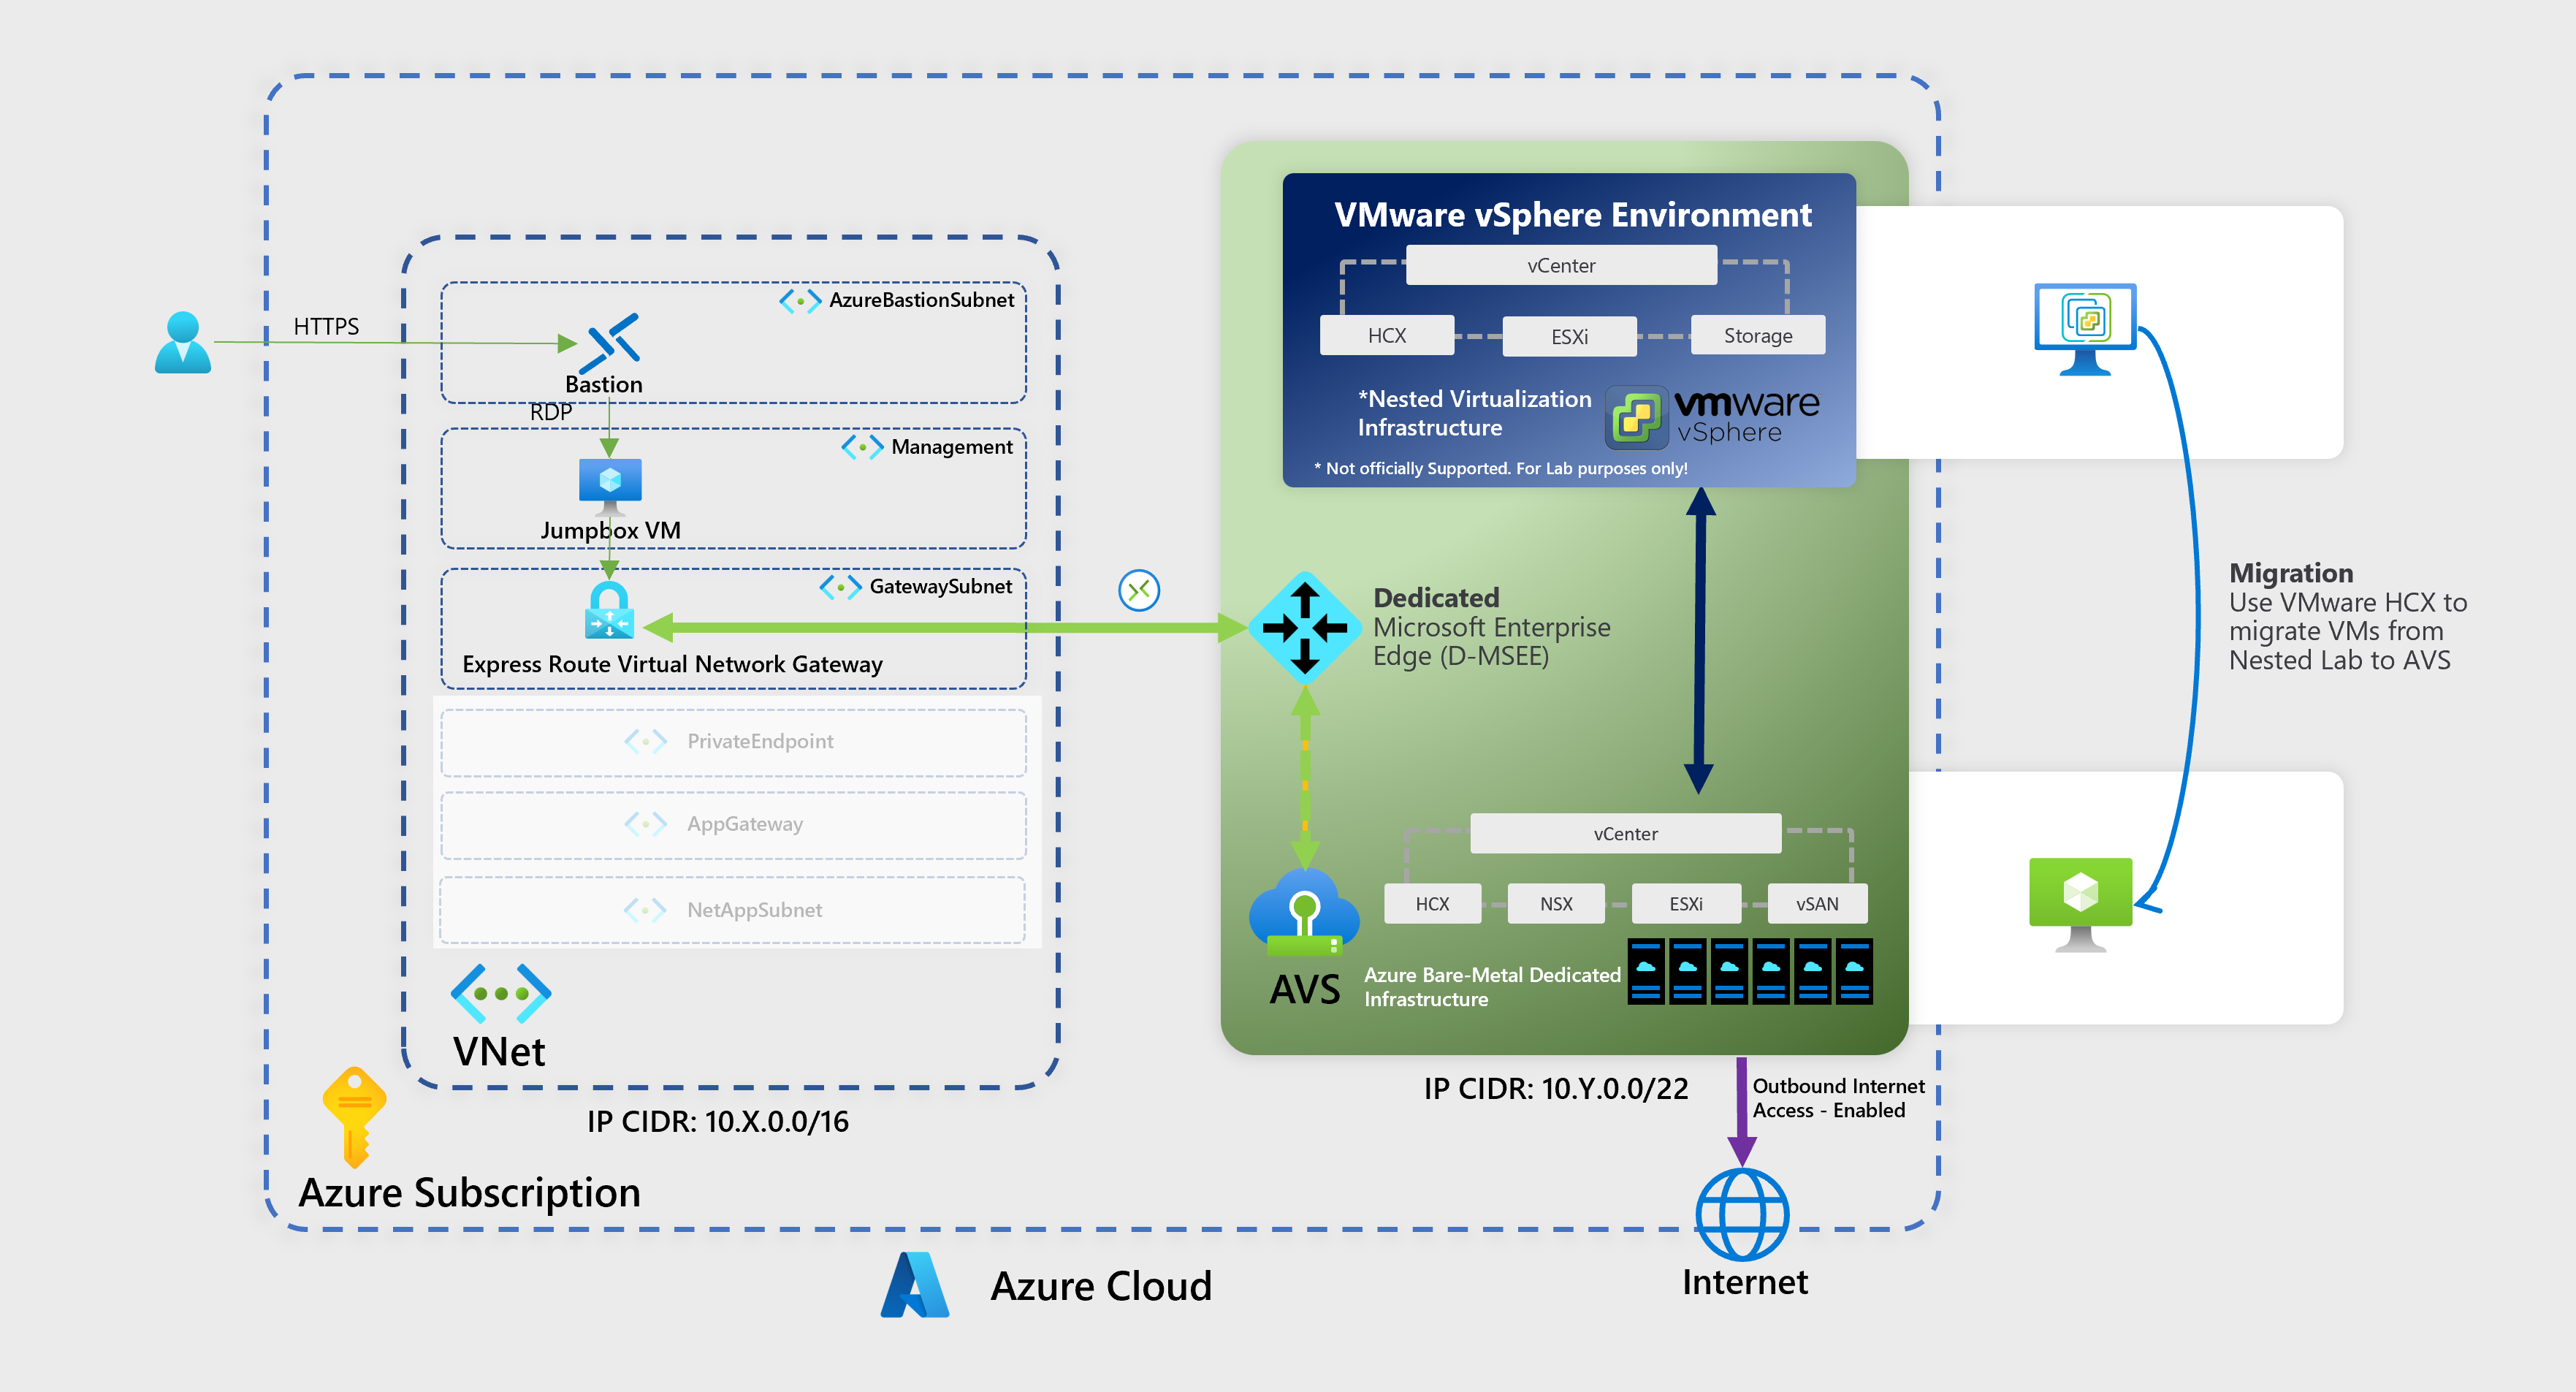 HTTPS
AzureBastionSubnet
Bastion
RDP
Management
Jumpbox VM
GatewaySubnet
Express Route Virtual Network Gateway
PrivateEndpoint
AppGateway
NetAppSubnet
VNet
IP CIDR: 10.X.0.0/16
Azure Subscription
Azure Cloud
VMware vSphere Environment
vCenter
HCX
ESXi
Storage
*Nested Virtualization
Infrastructure
vmware
vSphere
* Not officially Supported. For Lab purposes only!
Dedicated
Microsoft Enterprise
Edge (D-MSEE)
vCenter
HCX
NSX
ESXi
vSAN
AVS
Azure Bare-Metal Dedicated
Infrastructure
IP CIDR: 10.Y.0.0/22
Outbound Internet
Access - Enabled
Internet
Migration
Use VMware HCX to
migrate VMs from
Nested Lab to AVS